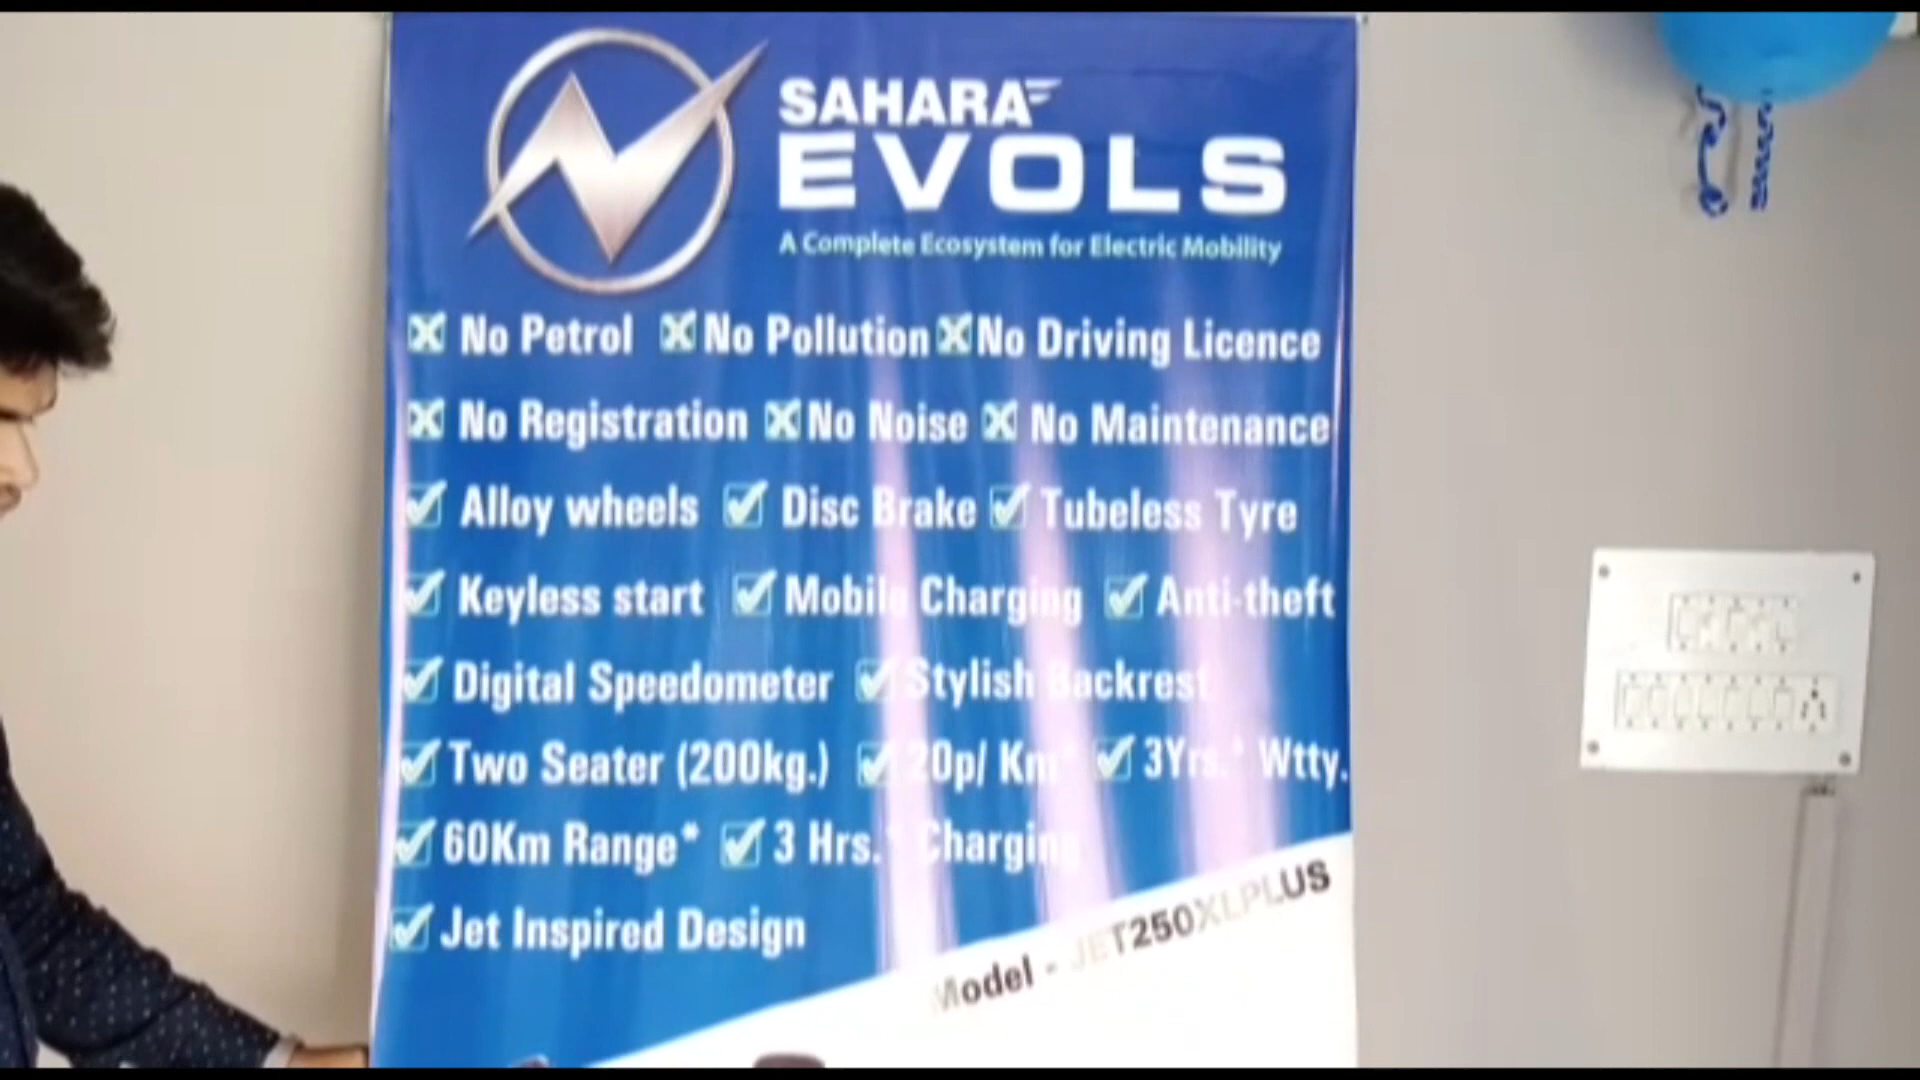 SAHARA
EVOLS
A Complete Ecosystem for Electric Mobility
No Petrol No Pollution No Driving Licence
No Registration No Noise No Maintenance
Alloy wheels Disc Brake Tubeless Tyre
Keyless start Mobile Charging Anti-theft
Digital Speedometer Stylish Backrest
Two Seater (200kg.) 20p/ Km* 3Yrs.* Wtty.
60Km Range* 3 Hrs.* Charging
Jet Inspired Design
Model - JET250XLPLUS